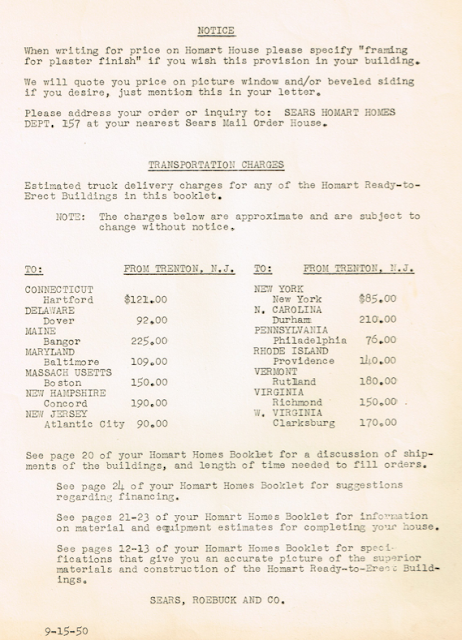 NOTICE
When writing for price on Homart House please specify "framing
for plaster finish" if you wish this provision in your building.
We will quote you price on picture window and/or beveled siding
if you desire, just mention this in your letter.
Please address your order or inquiry to: SEARS HOMART HOMES
DEPT. 157 at your nearest Sears Mail Order House.
TRANSPORTATION CHARGES
Estimated truck delivery charges for any of the Homart Ready-to-
Erect Buildings in this booklet.
NOTE: The charges below are approximate and are subject to
change without notice.
TO: FROM TRENTON, N.J.
CONNECTICUT
Hartford $121.00
DELAWARE
Dover 92.00
MAINE
Bangor 225.00
MARYLAND
Baltimore 109.00
MASSACH USETTS
Boston 150.00
NEW HAMPSHIRE
Concord 190.00
NEW JERSEY
Atlantic City 90.00
TO: FROM TRENTON, N.J.
NEW YORK
New York $85.00
N. CAROLINA
Durham 210.00
PENNSYLVANIA
Philadelphia 76.00
RHODE ISLAND
Providence 140.00
VERMONT
Rutland 180.00
VIRGINIA
Richmond 150.00
W. VIRGINIA
Clarksburg 170.00
See page 20 of your Homart Homes Booklet for a discussion of ship-
ments of the buildings, and length of time needed to fill orders.
See page 24 of your Homart Homes Booklet for suggestions
regarding financing.
See pages 21-23 of your Homart Homes Booklet for information
on material and equipment estimates for completing your house.
See pages 12-13 of your Homart Homes Booklet for speci-
fications that give you an accurate picture of the superior
materials and construction of the Homart Ready-to-Erect Build-
ings.
SEARS, ROEBUCK AND CO.
9-15-50